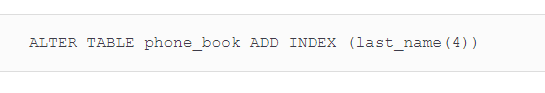 ALTER TABLE phone_book ADD INDEX (last_name(4))